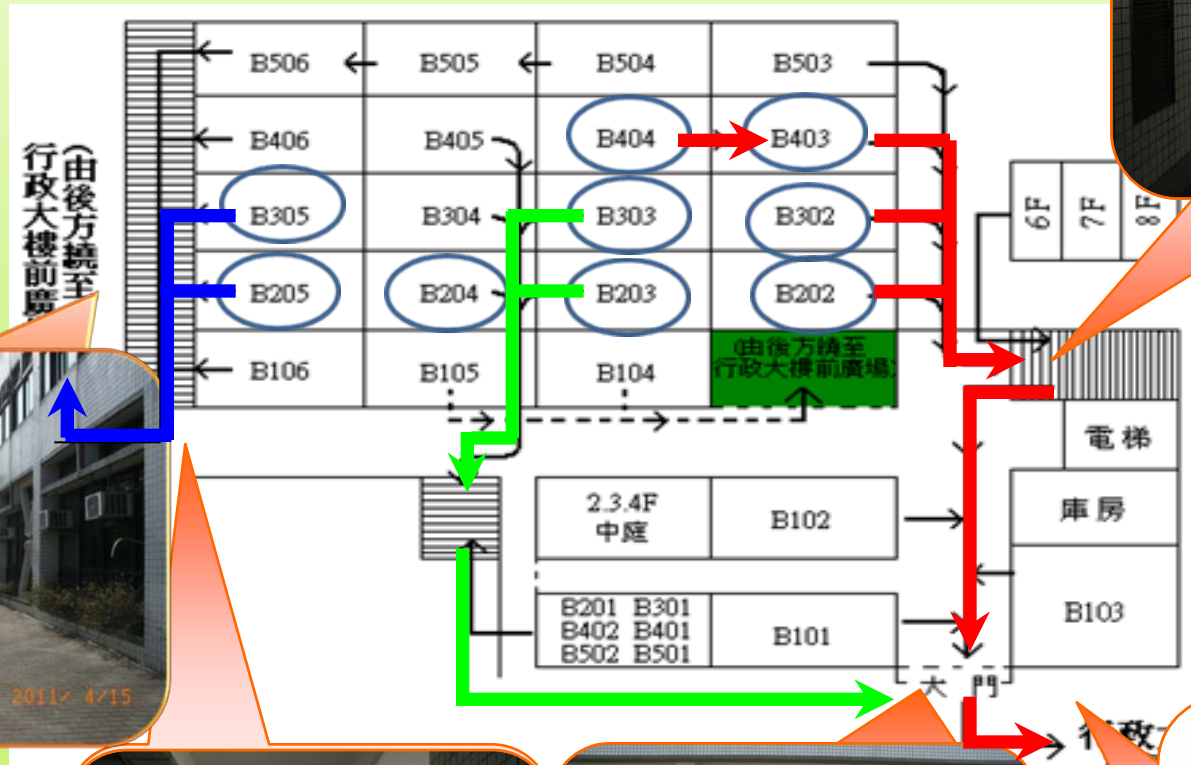 B506 B505 B504 B503
B406 B405 B404 B403
B305 B304 B303 B302
B205 B204 B203 B202
B106 B105 B104
(由後方繞至
行政大樓前廣場)
(由後方繞至
行政大樓前廣
6F 7F 8F
電梯
庫房
2.3.4F
中庭
B102
B201 B301
B402 B401
B502 B501
B101
B103
大門
行政
2011/ 4/15